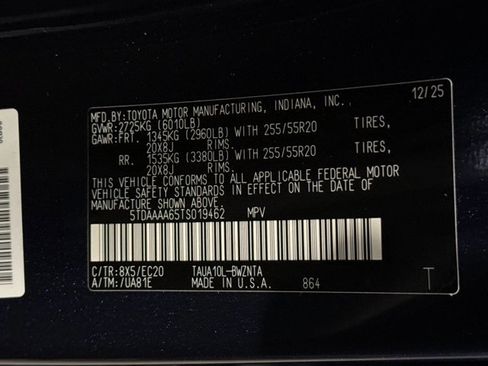 MFD.BY:TOYOTA MOTOR MANUFACTURING, INDIANA, INC., 12/25
GVWR:2725KG (6010LB)
GAWR:FRT. 1345KG (2960LB) WITH 255/55R20 TIRES,
20X8J RIMS.
RR. 1535KG (3380LB) WITH 255/55R20 TIRES,
20X8J RIMS.
THIS VEHICLE CONFORMS TO ALL APPLICABLE FEDERAL MOTOR
VEHICLE SAFETY STANDARDS IN EFFECT ON THE DATE OF
MANUFACTURE SHOWN ABOVE.
5TDAAAA65TS019462 MPV
C/TR:8X5/EC20 TAUA10L-BWZNTA
A/TM:/UA81E MADE IN U.S.A. 864 T